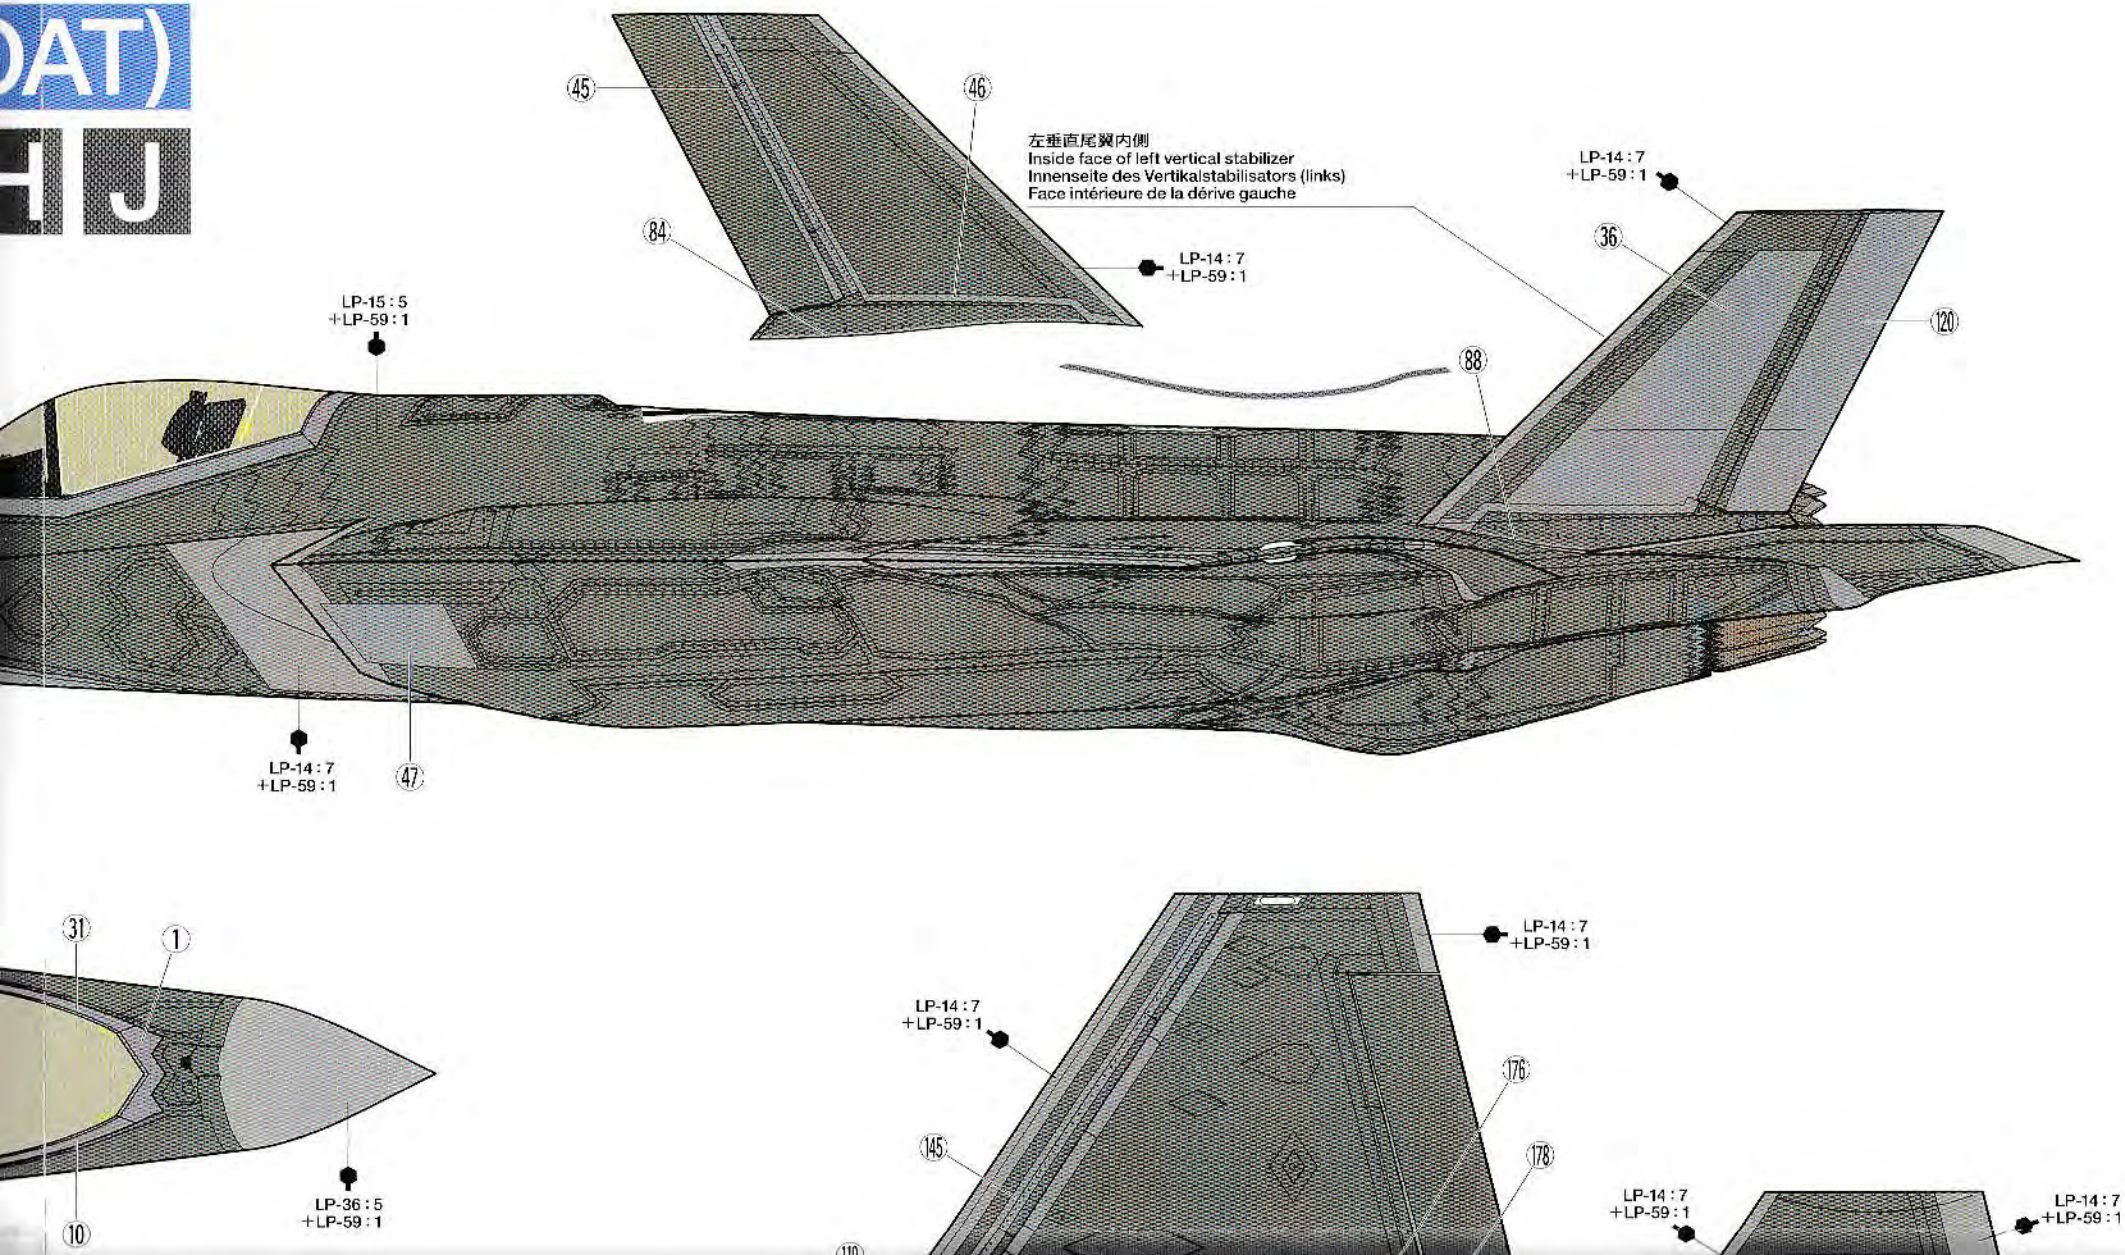 OAT)
H J
45
46
左垂直尾翼内側
Inside face of left vertical stabilizer
Innenseite des Vertikalstabilisators (links)
Face intérieure de la dérive gauche
LP-14 : 7
+LP-59 : 1
36
84
LP-14 : 7
+LP-59 : 1
LP-15 : 5
+LP-59 : 1
120
88
LP-14 : 7
+LP-59 : 1
47
31
1
LP-14 : 7
+LP-59 : 1
LP-14 : 7
+LP-59 : 1
176
145
178
LP-36 : 5
+LP-59 : 1
10
LP-14 : 7
+LP-59 : 1
LP-14 : 7
+LP-59 : 1
110